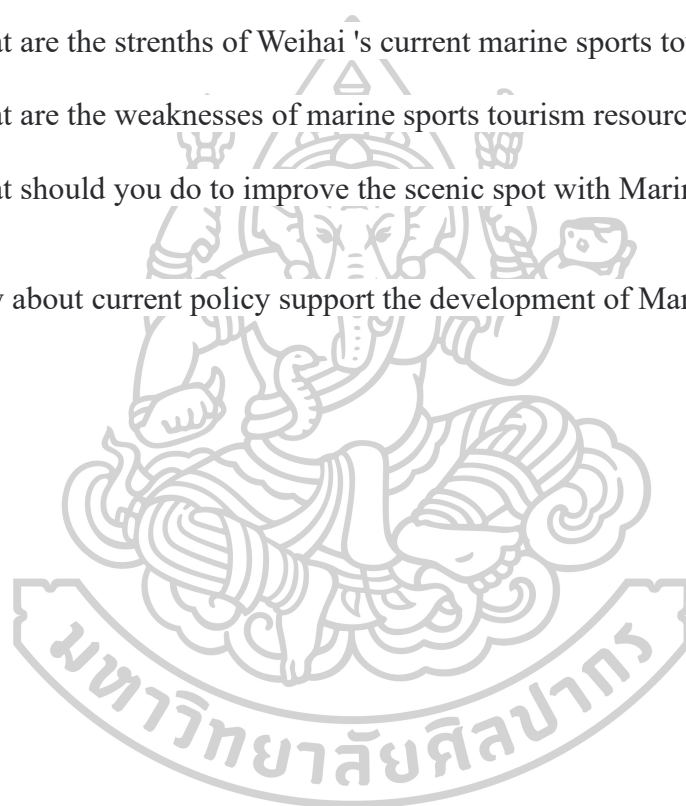 at are the strenths of Weihai 's current marine sports to
at are the weaknesses of marine sports tourism resourc
at should you do to improve the scenic spot with Mari
y about current policy support the development of Ma
มหาวิทยาลัยศิลปากร